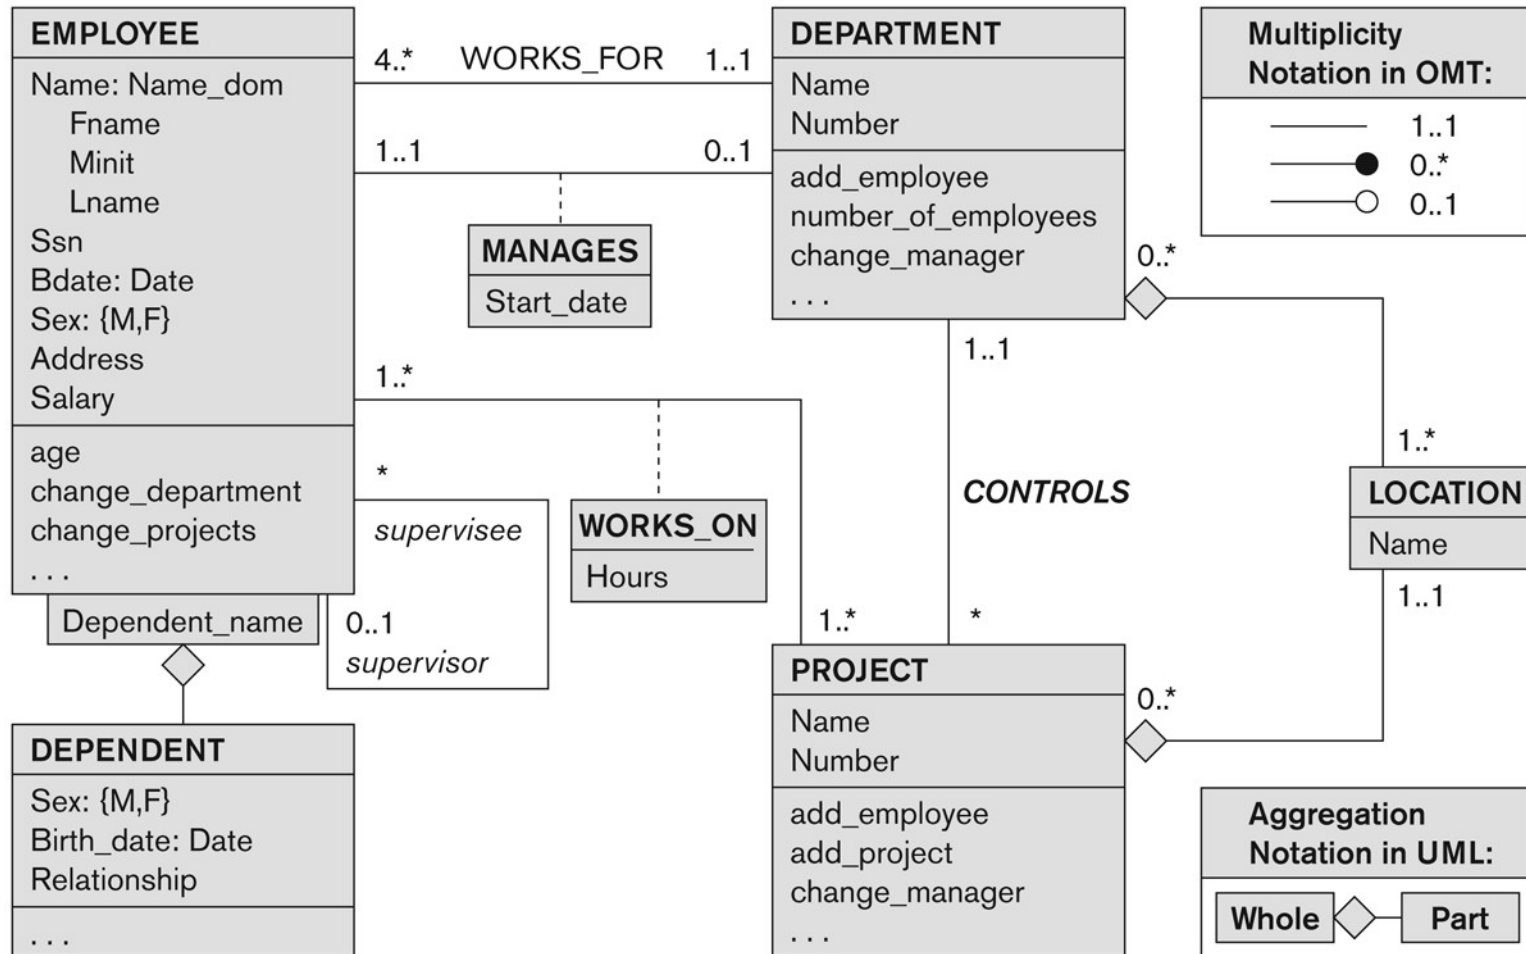 EMPLOYEE
Name: Name_dom
Fname
Minit
Lname
Ssn
Bdate: Date
Sex: {M,F}
Address
Salary
age
change_department
change_projects
. . .
Dependent_name
4..*
WORKS_FOR
1..1
1..1
0..1
MANAGES
Start_date
1..*
*
supervisee
0..1
supervisor
WORKS_ON
Hours
1..*
DEPARTMENT
Name
Number
add_employee
number_of_employees
change_manager
. . .
0..*
1..1
CONTROLS
*
1..*
LOCATION
Name
1..1
PROJECT
Name
Number
add_employee
add_project
change_manager
. . .
0..*
DEPENDENT
Sex: {M,F}
Birth_date: Date
Relationship
. . .
Multiplicity
Notation in OMT:
1..1
0..*
0..1
Aggregation
Notation in UML:
Whole
Part